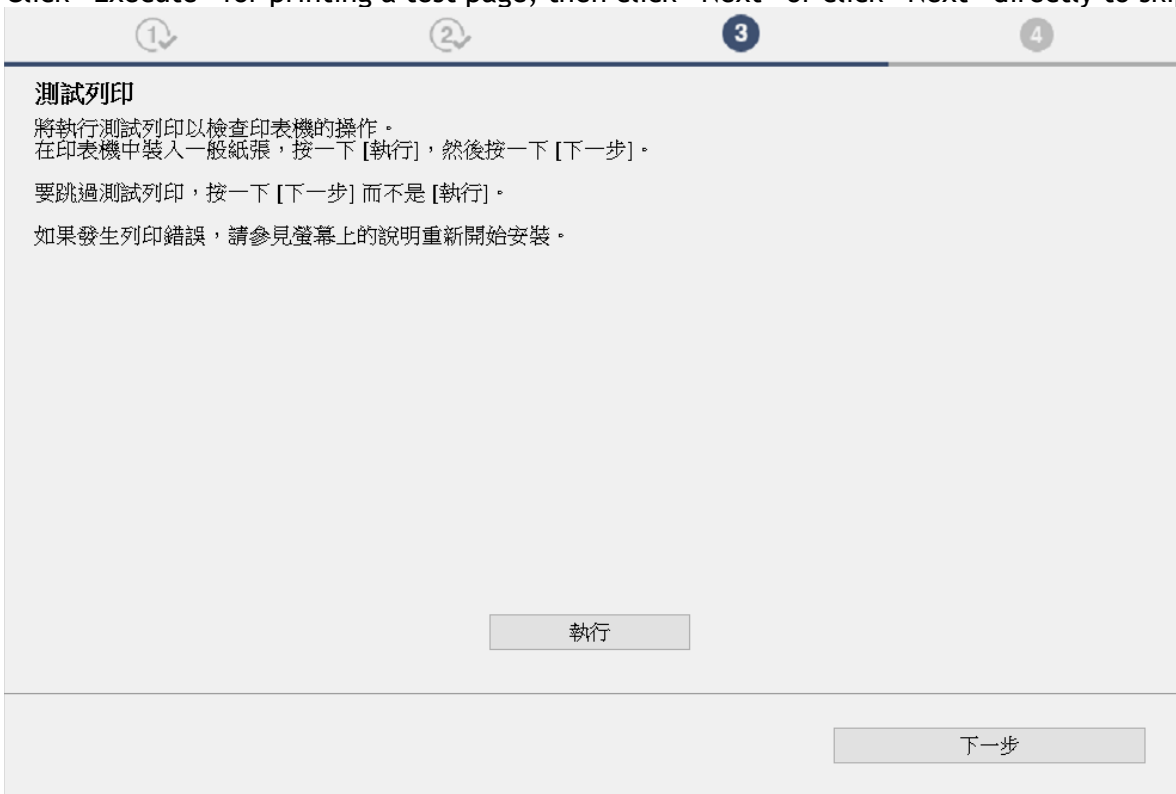 Click "Execute" for printing a test page, then click "Next" or click "Next" directly to
1 2 3 4
測試列印
將執行測試列印以檢查印表機的操作。
在印表機中裝入一般紙張，按一下 [執行]，然後按一下 [下一步]。
要跳過測試列印，按一下 [下一步] 而不是 [執行]。
如果發生列印錯誤，請參見螢幕上的說明重新開始安裝。
執行
下一步